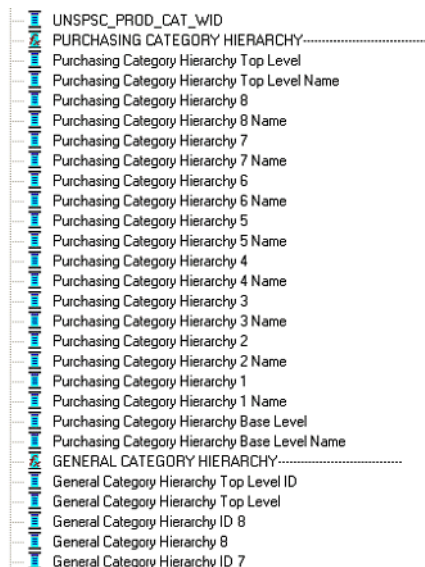 UNSPSC_PROD_CAT_WID
PURCHASING CATEGORY HIERARCHY--------------------------------
Purchasing Category Hierarchy Top Level
Purchasing Category Hierarchy Top Level Name
Purchasing Category Hierarchy 8
Purchasing Category Hierarchy 8 Name
Purchasing Category Hierarchy 7
Purchasing Category Hierarchy 7 Name
Purchasing Category Hierarchy 6
Purchasing Category Hierarchy 6 Name
Purchasing Category Hierarchy 5
Purchasing Category Hierarchy 5 Name
Purchasing Category Hierarchy 4
Purchasing Category Hierarchy 4 Name
Purchasing Category Hierarchy 3
Purchasing Category Hierarchy 3 Name
Purchasing Category Hierarchy 2
Purchasing Category Hierarchy 2 Name
Purchasing Category Hierarchy 1
Purchasing Category Hierarchy 1 Name
Purchasing Category Hierarchy Base Level
Purchasing Category Hierarchy Base Level Name
GENERAL CATEGORY HIERARCHY--------------------------------
General Category Hierarchy Top Level ID
General Category Hierarchy Top Level
General Category Hierarchy ID 8
General Category Hierarchy 8
General Category Hierarchy ID 7